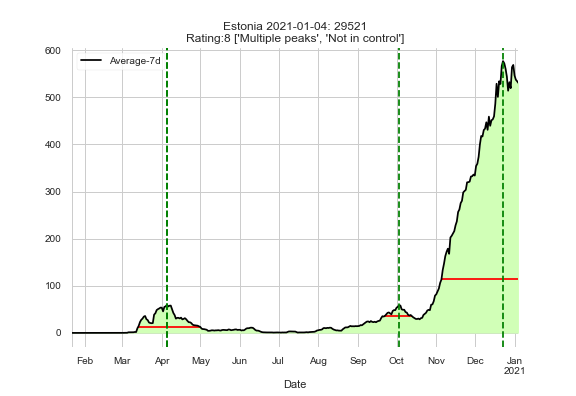 Estonia 2021-01-04: 29521
Rating:8 ['Multiple peaks', 'Not in control']
Average-7d
600
500
400
300
200
100
0
Feb Mar Apr May Jun Jul Aug Sep Oct Nov Dec Jan
2021
Date